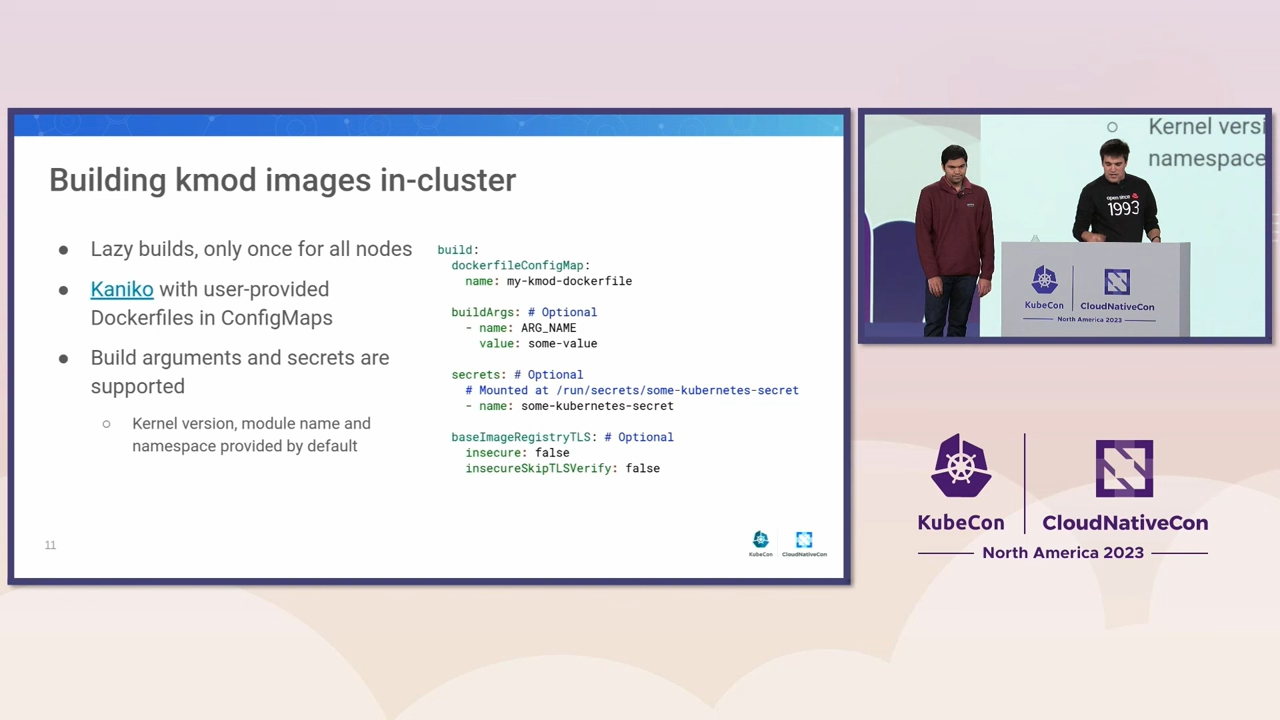 Building kmod images in-cluster
● Lazy builds, only once for all nodes
● Kaniko with user-provided
Dockerfiles in ConfigMaps
● Build arguments and secrets are
supported
○ Kernel version, module name and
namespace provided by default
build:
  dockerfileConfigMap:
    name: my-kmod-dockerfile
  buildArgs: # Optional
    - name: ARG_NAME
      value: some-value
  secrets: # Optional
    # Mounted at /run/secrets/some-kubernetes-secret
    - name: some-kubernetes-secret
  baseImageRegistryTLS: # Optional
    insecure: false
    insecureSkipTLSVerify: false
11
KubeCon
CloudNativeCon
○ Kernel versi
namespace
open since
1993
KubeCon
CloudNativeCon
North America 2023
KubeCon
CloudNativeCon
North America 2023